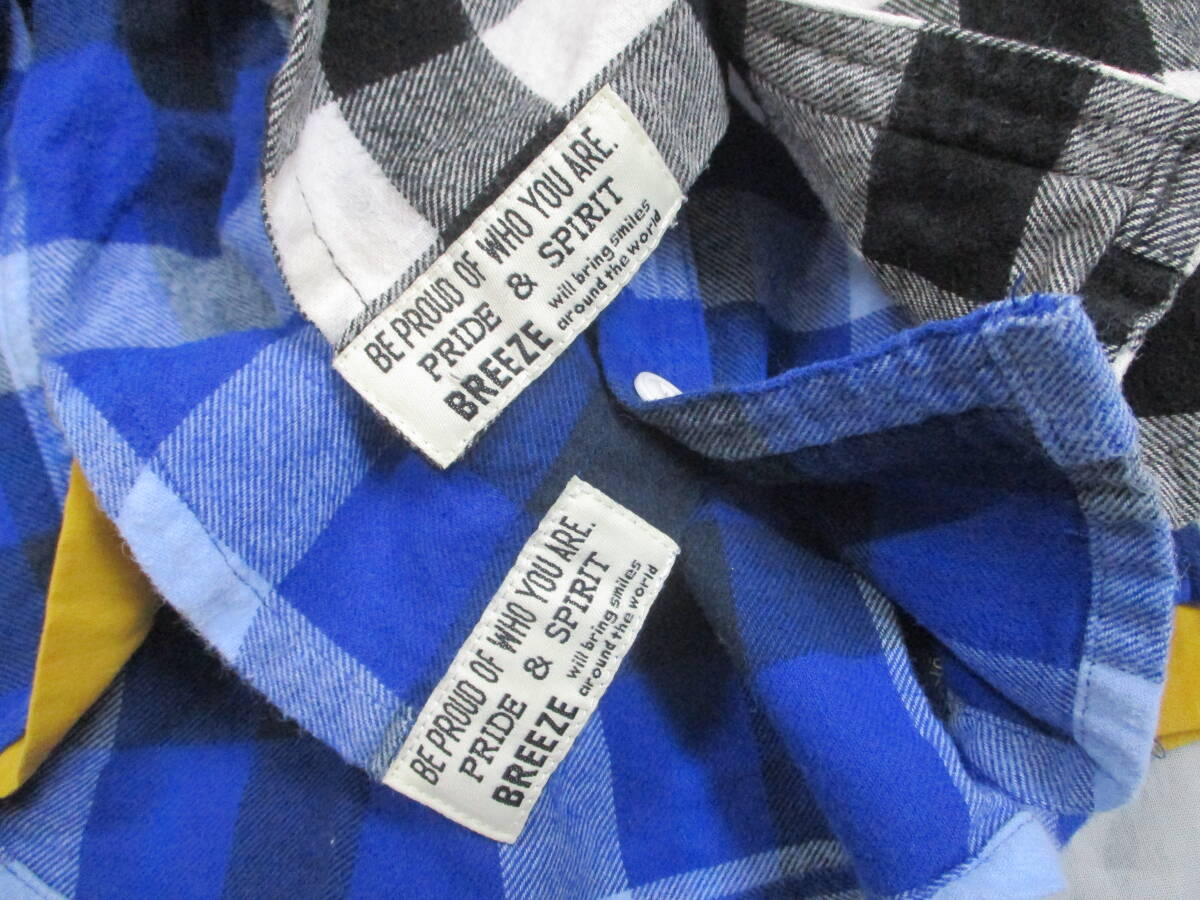 BE PROUD OF WHO YOU ARE.
PRIDE & SPIRIT
BREEZE will bring smiles
around the world
BE PROUD OF WHO YOU ARE.
PRIDE & SPIRIT
BREEZE will bring smiles
around the world